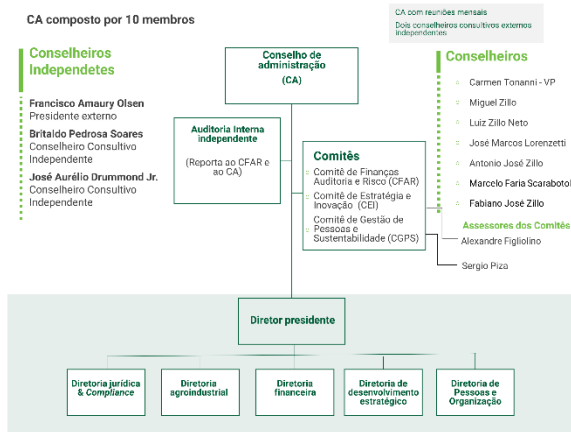 CA composto por 10 membros
CA com reuniões mensais
Dois conselheiros consultivos externos
independentes
Conselheiros
Independetes
Francisco Amaury Olsen
Presidente externo
Britaldo Pedrosa Soares
Conselheiro Consultivo
Independente
José Aurélio Drummond Jr.
Conselheiro Consultivo
Independente
Conselho de
administração
(CA)
Auditoria Interna
independente
(Reporta ao CFAR e
ao CA)
Comitês
Comitê de Finanças
Auditoria e Risco (CFAR)
Comitê de Estratégia e
Inovação (CEI)
Comitê de Gestão de
Pessoas e
Sustentabilidade (CGPS)
Conselheiros
Carmen Tonanni - VP
Miguel Zillo
Luiz Zillo Neto
José Marcos Lorenzetti
Antonio José Zillo
Marcelo Faria Scarabotol
Fabiano José Zillo
Assessores dos Comitês
Alexandre Figliolino
Sergio Piza
Diretor presidente
Diretoria jurídica
& Compliance
Diretoria
agroindustrial
Diretoria
financeira
Diretoria de
desenvolvimento
estratégico
Diretoria de
Pessoas e
Organização